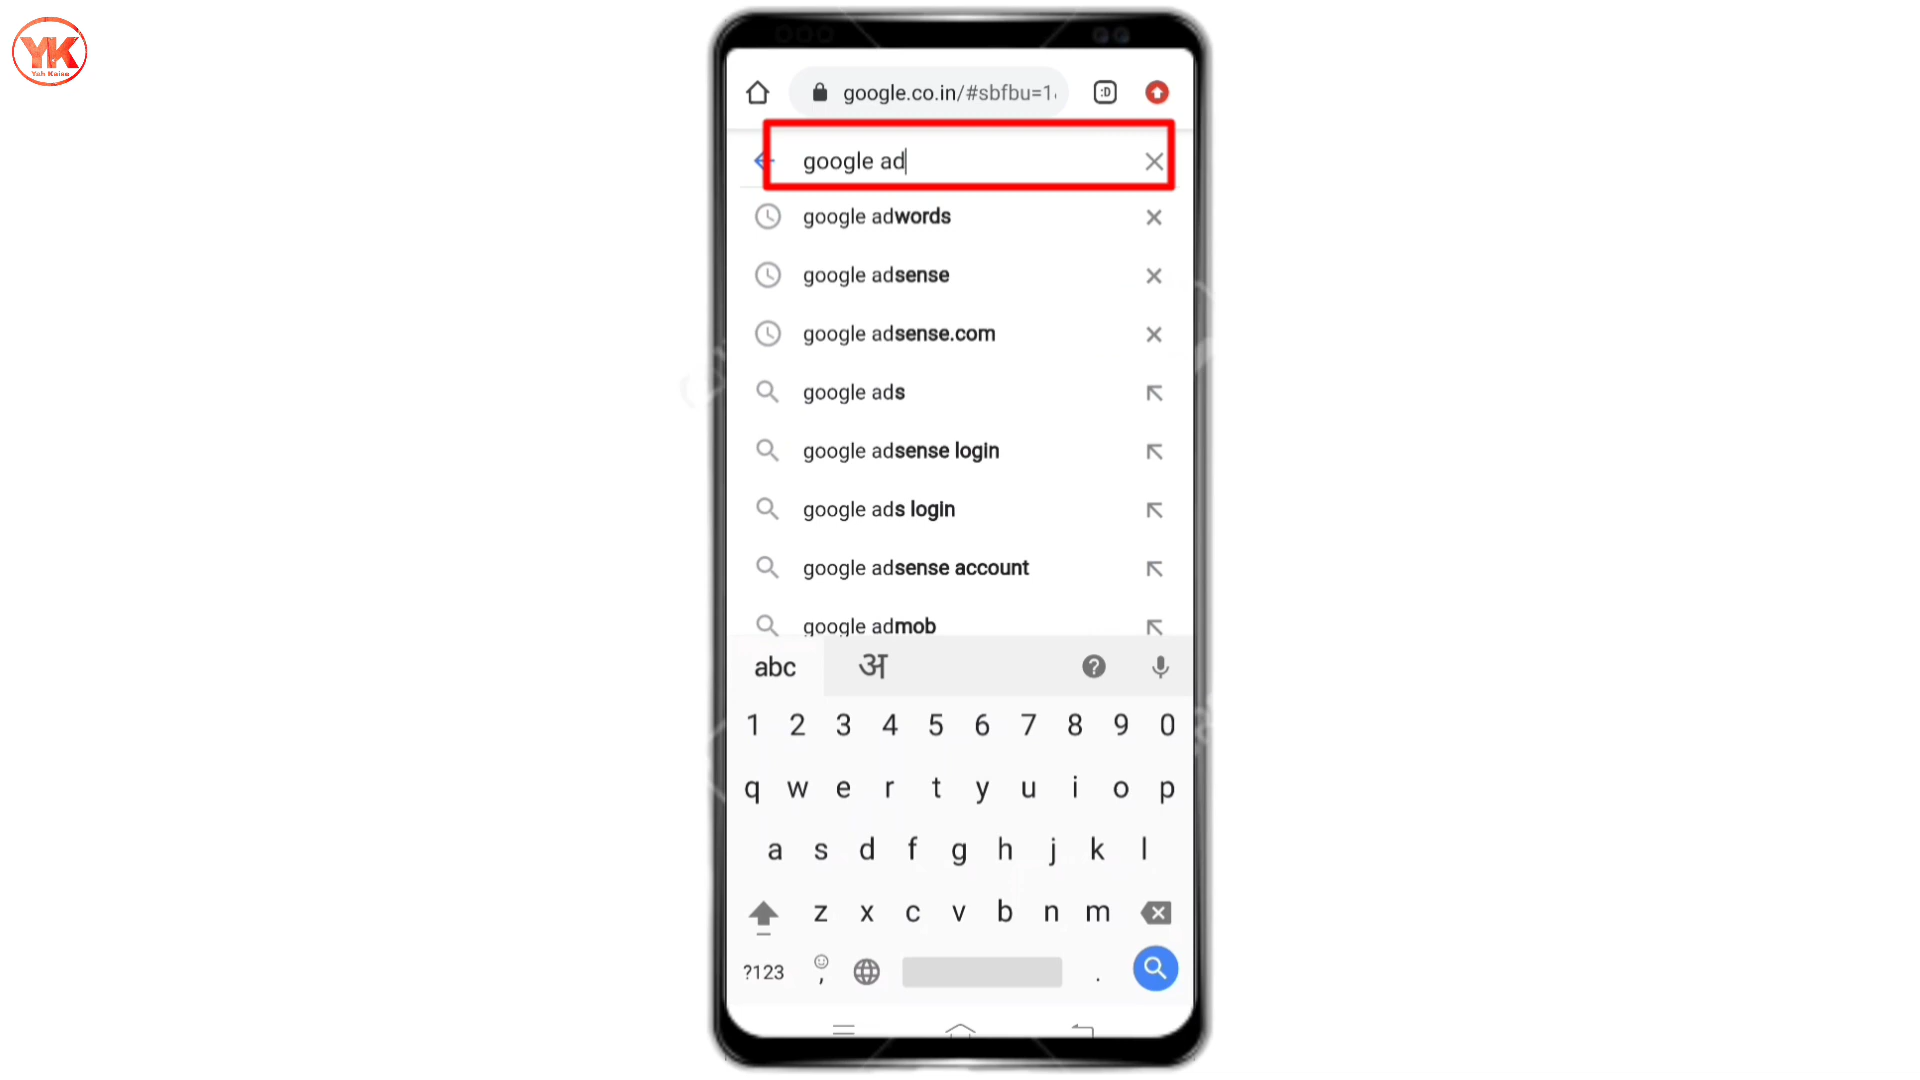 YK
Yah Kaise
google.co.in/#sbfbu=1
:D
google ad
google adwords
google adsense
google adsense.com
google ads
google adsense login
google ads login
google adsense account
google admob
abc अ
1 2 3 4 5 6 7 8 9 0
q w e r t y u i o p
a s d f g h j k l
z x c v b n m
?123 , .